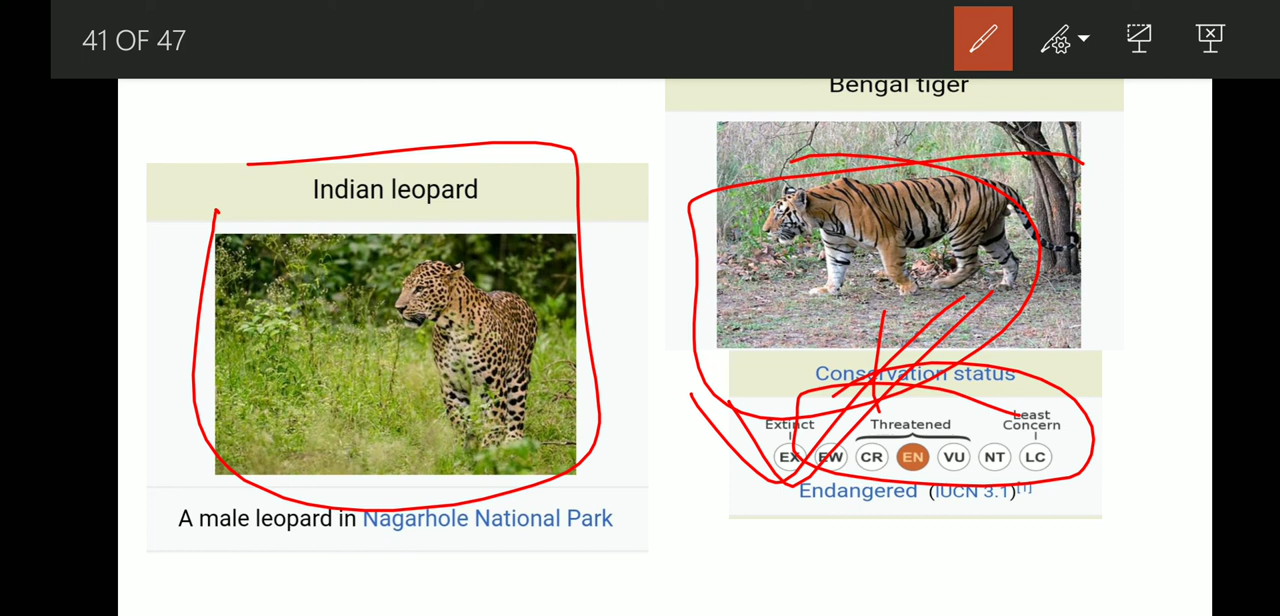 41 OF 47
Bengal tiger
Indian leopard
Conservation status
Extinct
Threatened
Least
Concern
EX EW CR EN VU NT LC
Endangered (IUCN 3.1)[1]
A male leopard in Nagarhole National Park